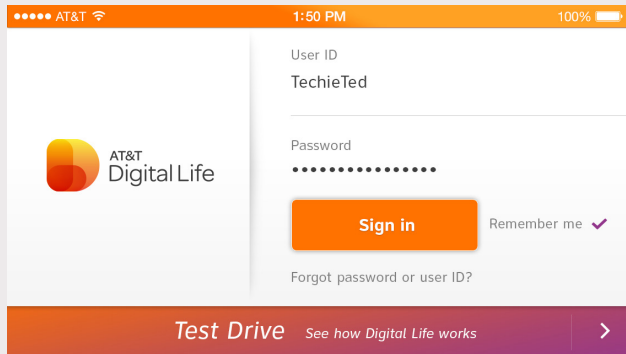 AT&T 1:50 PM 100%
User ID
TechieTed
Password
••••••••••••••••
AT&T
Digital Life
Sign in Remember me
Forgot password or user ID?
Test Drive See how Digital Life works